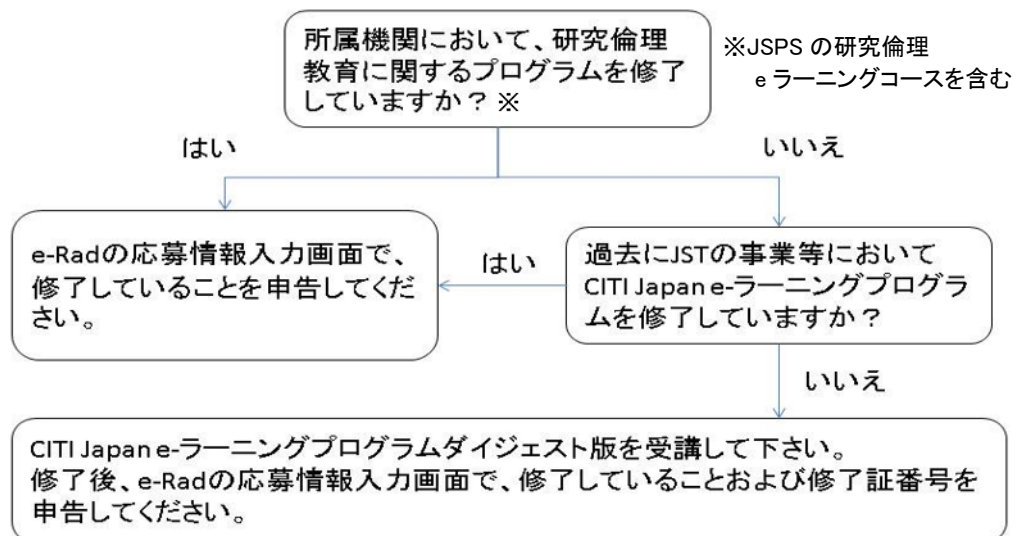 所属機関において、研究倫理
教育に関するプログラムを修了
していますか？※
※JSPS の研究倫理
e ラーニングコースを含む
はい
いいえ
e-Radの応募情報入力画面で、
修了していることを申告してくだ
さい。
はい
過去にJSTの事業等において
CITI Japan e-ラーニングプログラ
ムを修了していますか？
いいえ
CITI Japan e-ラーニングプログラムダイジェスト版を受講して下さい。
修了後、e-Radの応募情報入力画面で、修了していることおよび修了証番号を
申告してください。